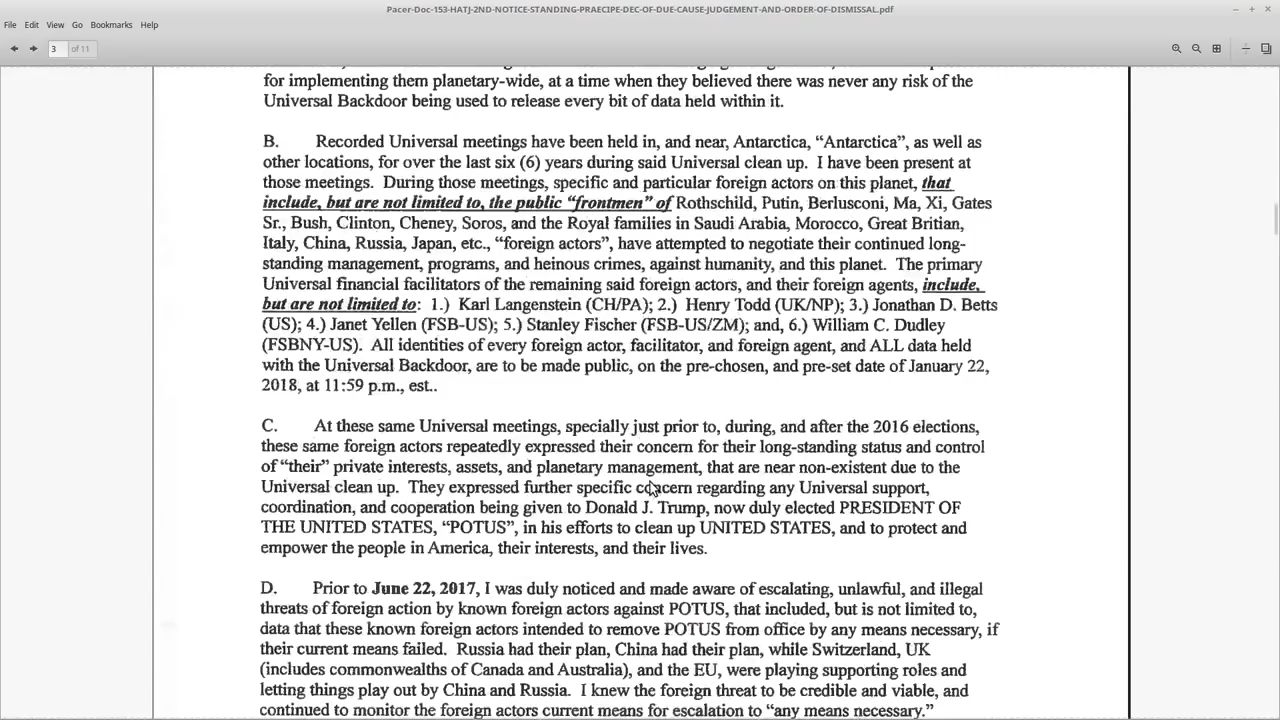 Pacer-Doc-153-HATJ-2ND-NOTICE-STANDING-PRAECIPE-DEC-OF-DUE-CAUSE-JUDGEMENT-AND-ORDER-OF-DISMISSAL.pdf
File Edit View Go Bookmarks Help
3 of 11
for implementing them planetary-wide, at a time when they believed there was never any risk of the
Universal Backdoor being used to release every bit of data held within it.
B. Recorded Universal meetings have been held in, and near, Antarctica, “Antarctica”, as well as
other locations, for over the last six (6) years during said Universal clean up. I have been present at
those meetings. During those meetings, specific and particular foreign actors on this planet, that
include, but are not limited to, the public “frontmen” of Rothschild, Putin, Berlusconi, Ma, Xi, Gates
Sr., Bush, Clinton, Cheney, Soros, and the Royal families in Saudi Arabia, Morocco, Great Britian,
Italy, China, Russia, Japan, etc., “foreign actors”, have attempted to negotiate their continued long-
standing management, programs, and heinous crimes, against humanity, and this planet. The primary
Universal financial facilitators of the remaining said foreign actors, and their foreign agents, include,
but are not limited to: 1.) Karl Langenstein (CH/PA); 2.) Henry Todd (UK/NP); 3.) Jonathan D. Betts
(US); 4.) Janet Yellen (FSB-US); 5.) Stanley Fischer (FSB-US/ZM); and, 6.) William C. Dudley
(FSBNY-US). All identities of every foreign actor, facilitator, and foreign agent, and ALL data held
with the Universal Backdoor, are to be made public, on the pre-chosen, and pre-set date of January 22,
2018, at 11:59 p.m., est..
C. At these same Universal meetings, specially just prior to, during, and after the 2016 elections,
these same foreign actors repeatedly expressed their concern for their long-standing status and control
of “their” private interests, assets, and planetary management, that are near non-existent due to the
Universal clean up. They expressed further specific concern regarding any Universal support,
coordination, and cooperation being given to Donald J. Trump, now duly elected PRESIDENT OF
THE UNITED STATES, “POTUS”, in his efforts to clean up UNITED STATES, and to protect and
empower the people in America, their interests, and their lives.
D. Prior to June 22, 2017, I was duly noticed and made aware of escalating, unlawful, and illegal
threats of foreign action by known foreign actors against POTUS, that included, but is not limited to,
data that these known foreign actors intended to remove POTUS from office by any means necessary, if
their current means failed. Russia had their plan, China had their plan, while Switzerland, UK
(includes commonwealths of Canada and Australia), and the EU, were playing supporting roles and
letting things play out by China and Russia. I knew the foreign threat to be credible and viable, and
continued to monitor the foreign actors current means for escalation to “any means necessary.”